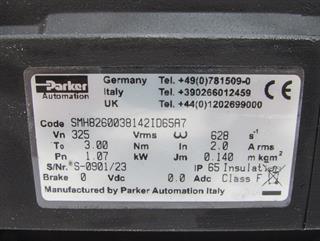 Parker
Automation
Germany Tel. +49(0)781509-0
Italy Tel. +390266012459
UK Tel. +44(0)1202699000
CE
Code SMH8260038142ID65A7
Vn 325 Vrms ω 628 s-1
To 3.00 Nm In 2.0 Arms
Pn 1.07 kW Jm 0.140 mkgm2
S/Nr. *S-0901/23 IP 65 Insulat
Brake 0 Vdc 0.0 Adc Class F
Manufactured by Parker Automation Italy